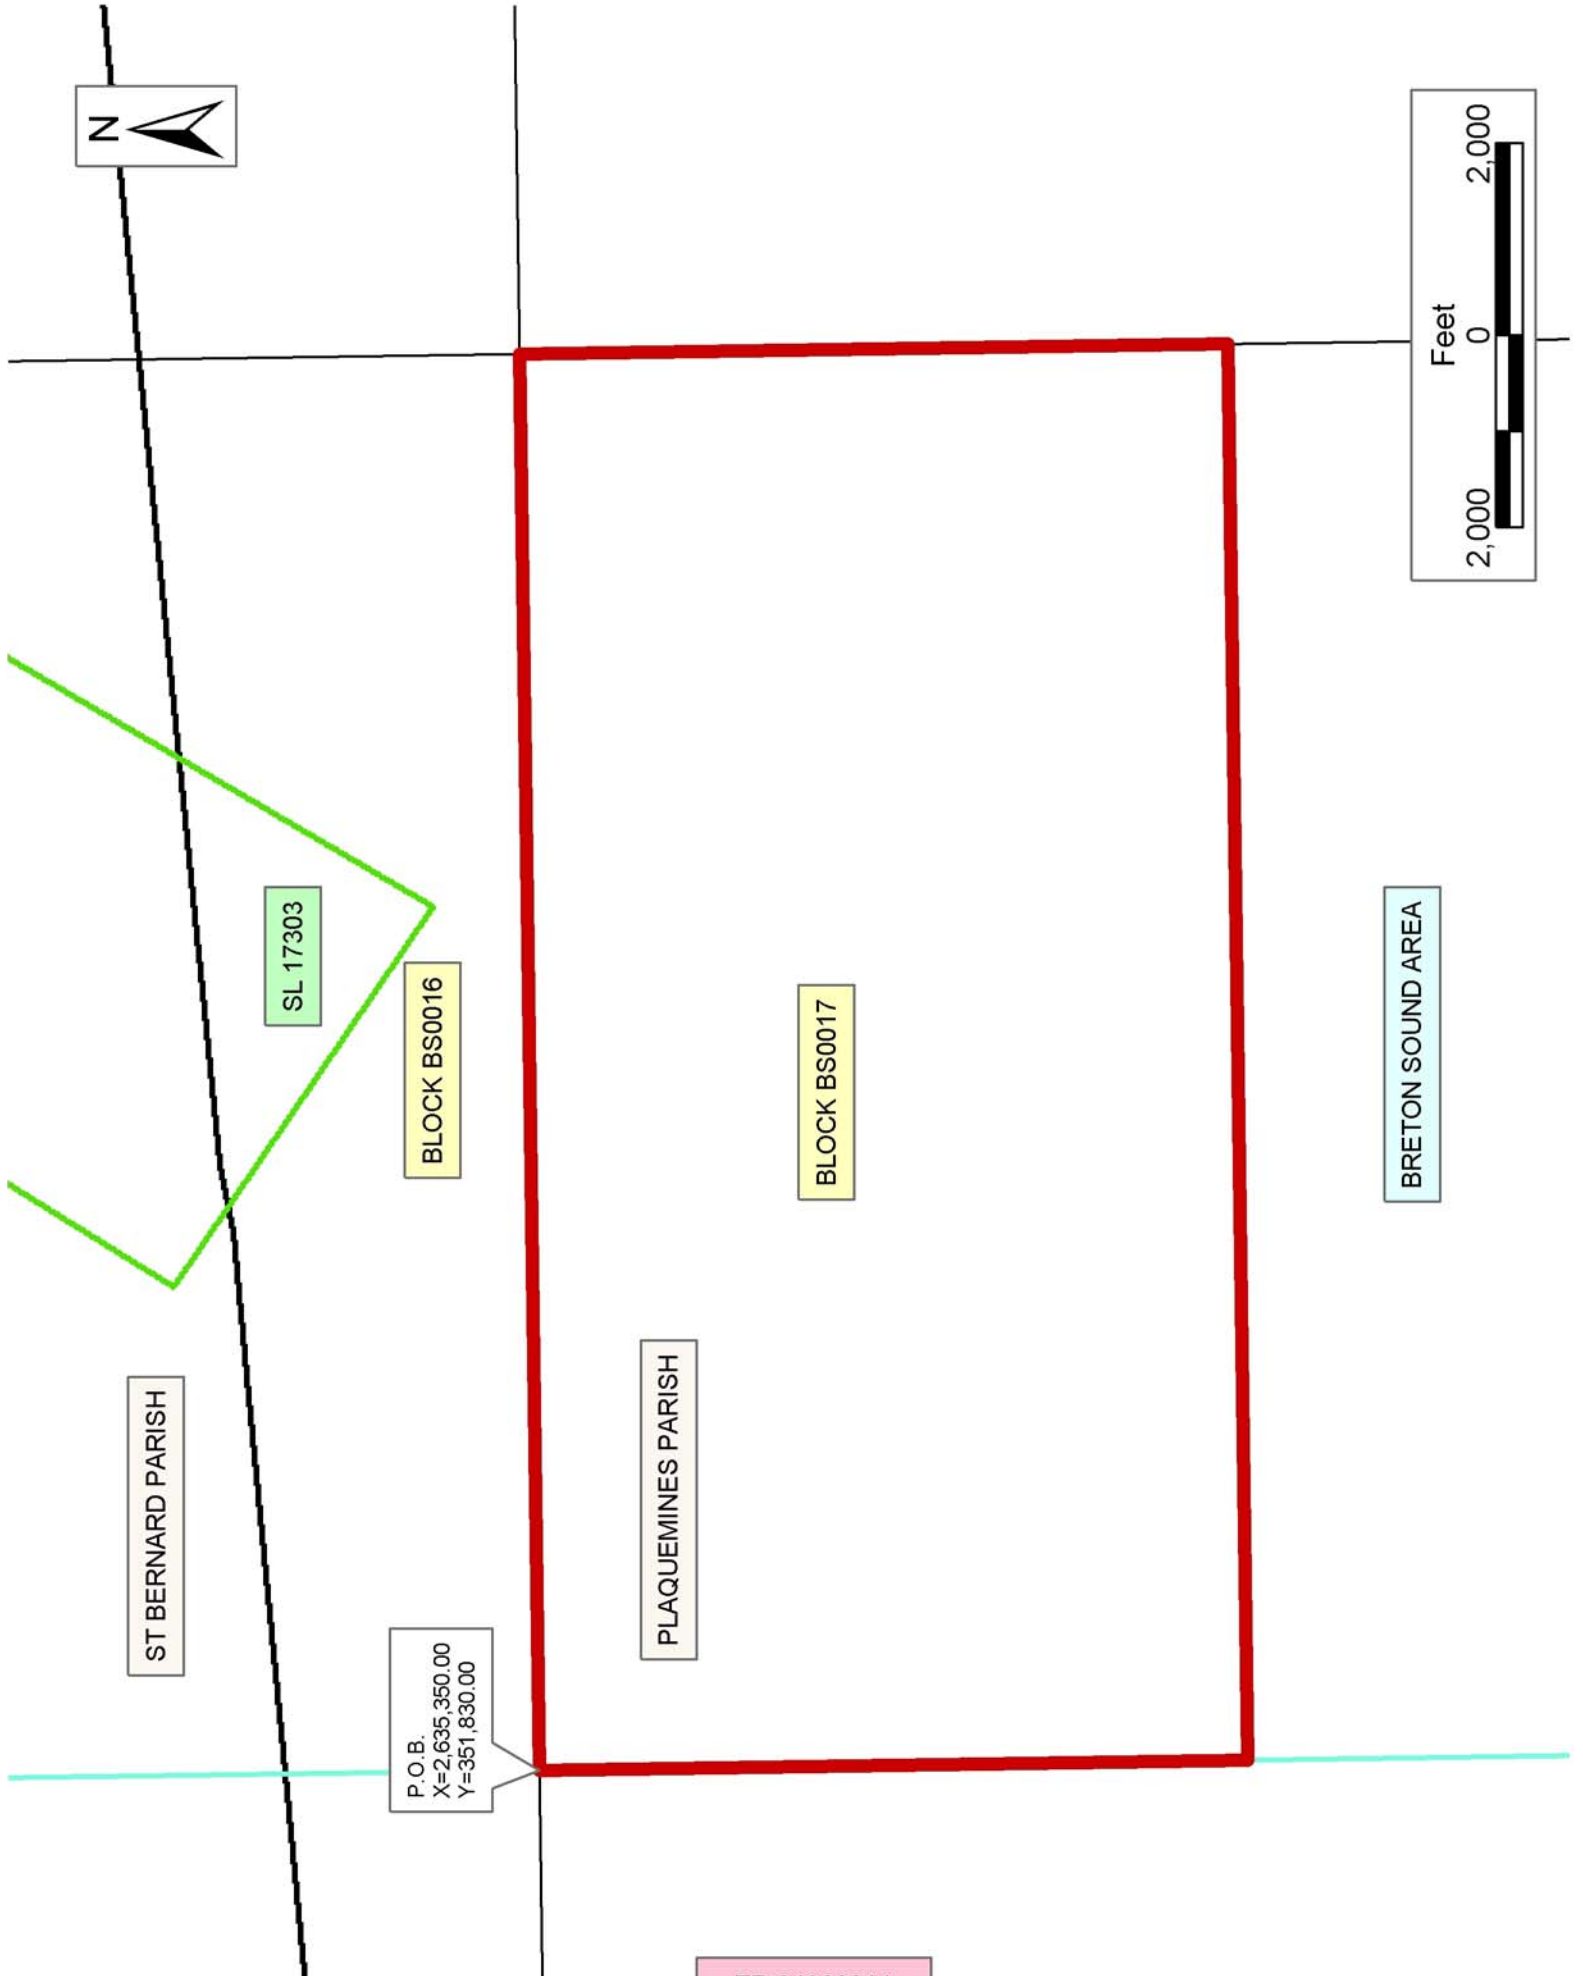 ST BERNARD PARISH
SL 17303
N
P.O.B.
X=2,635,350.00
Y=351,830.00
BLOCK BS0016
PLAQUEMINES PARISH
BLOCK BS0017
BRETON SOUND AREA
Feet
2,000 0 2,000